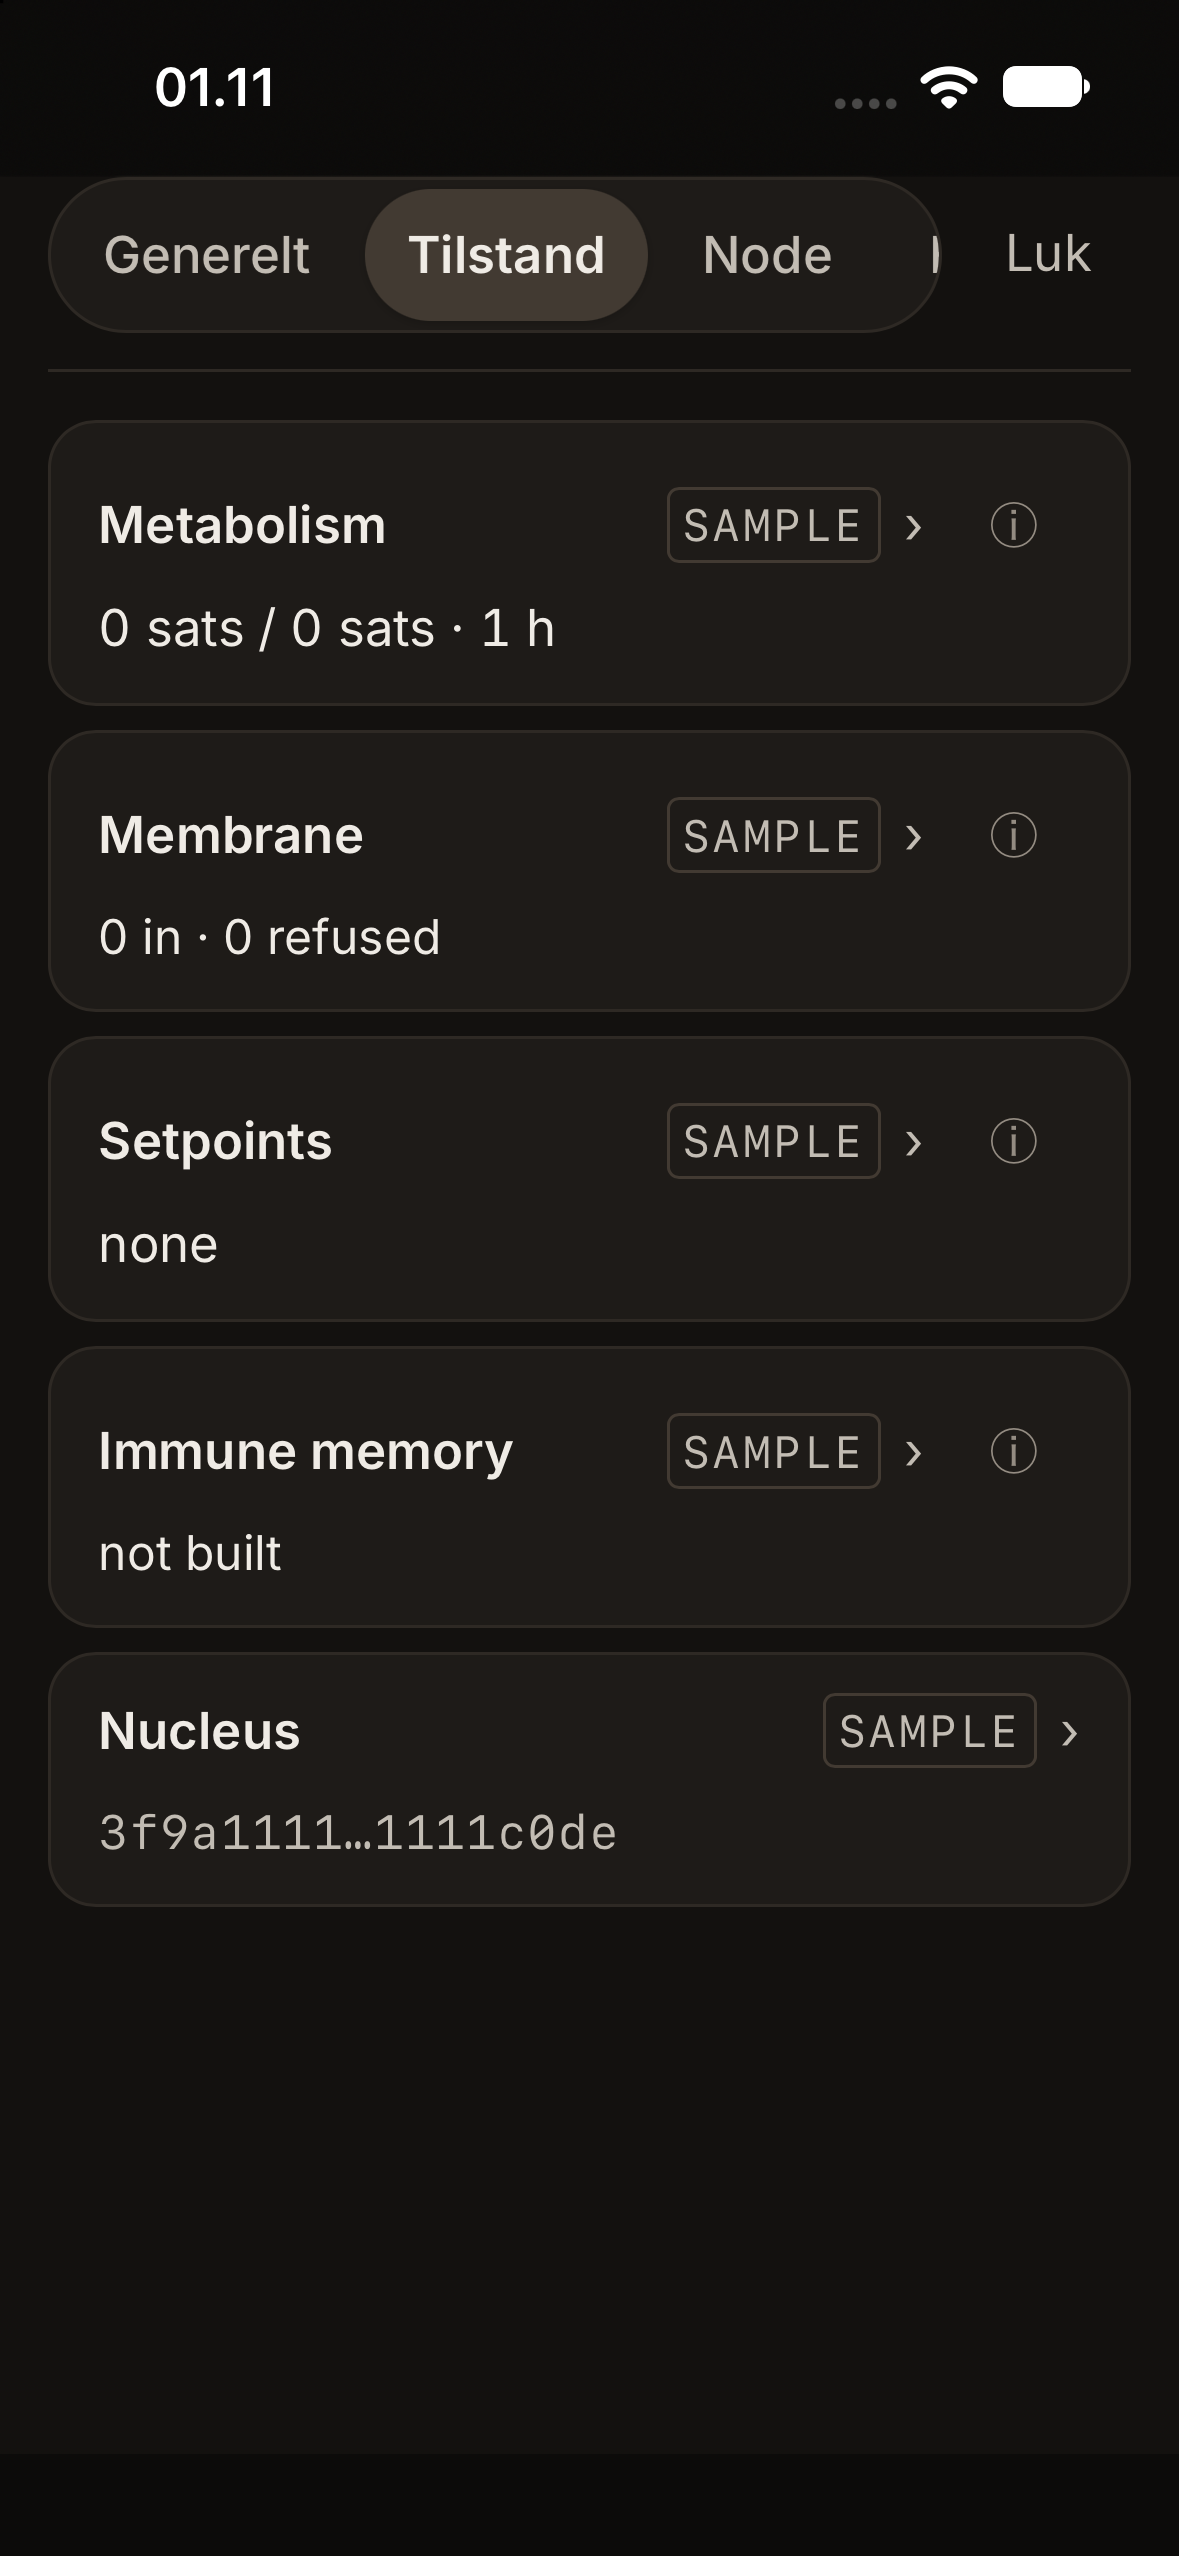 01.11
Generelt Tilstand Node Luk
Metabolism SAMPLE › ⓘ
0 sats / 0 sats · 1 h
Membrane SAMPLE › ⓘ
0 in · 0 refused
Setpoints SAMPLE › ⓘ
none
Immune memory SAMPLE › ⓘ
not built
Nucleus SAMPLE ›
3f9a1111…1111c0de